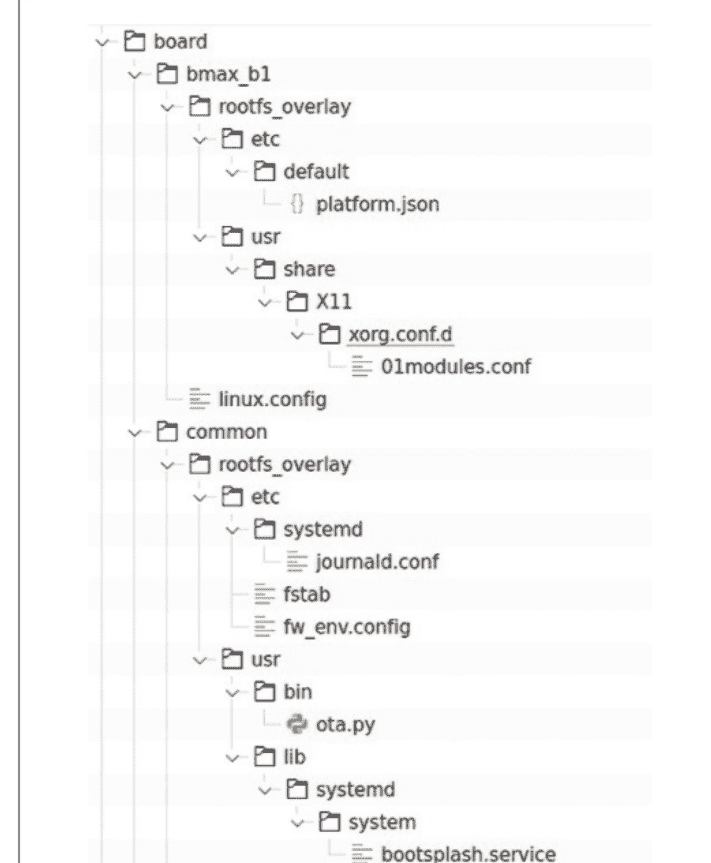 board
bmax_b1
rootfs_overlay
etc
default
platform.json
usr
share
X11
xorg.conf.d
01modules.conf
linux.config
common
rootfs_overlay
etc
systemd
journald.conf
fstab
fw_env.config
usr
bin
ota.py
lib
systemd
system
bootsplash.service